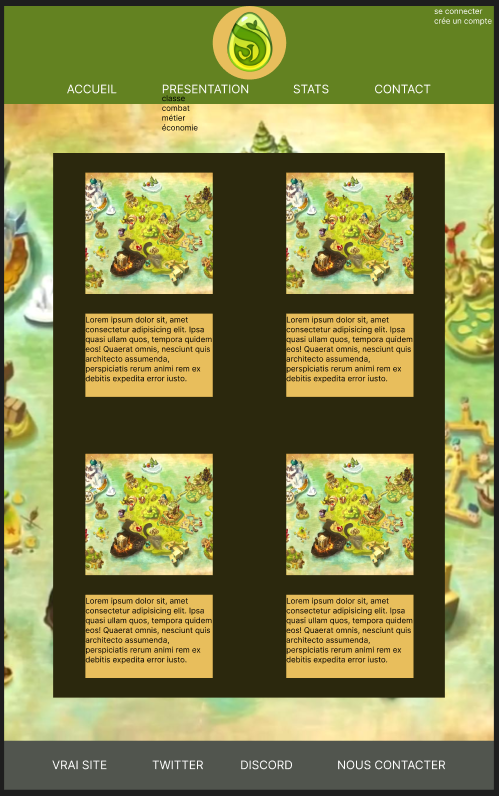 se connecter
crée un compte
ACCUEIL PRESENTATION STATS CONTACT
classe
combat
métier
économie
Lorem ipsum dolor sit, amet
consectetur adipisicing elit. Ipsa
quasi ullam quos, tempora quidem
eos! Quaerat omnis, nesciunt quis
architecto assumenda,
perspiciatis rerum animi rem ex
debitis expedita error iusto.
Lorem ipsum dolor sit, amet
consectetur adipisicing elit. Ipsa
quasi ullam quos, tempora quidem
eos! Quaerat omnis, nesciunt quis
architecto assumenda,
perspiciatis rerum animi rem ex
debitis expedita error iusto.
Lorem ipsum dolor sit, amet
consectetur adipisicing elit. Ipsa
quasi ullam quos, tempora quidem
eos! Quaerat omnis, nesciunt quis
architecto assumenda,
perspiciatis rerum animi rem ex
debitis expedita error iusto.
Lorem ipsum dolor sit, amet
consectetur adipisicing elit. Ipsa
quasi ullam quos, tempora quidem
eos! Quaerat omnis, nesciunt quis
architecto assumenda,
perspiciatis rerum animi rem ex
debitis expedita error iusto.
VRAI SITE TWITTER DISCORD NOUS CONTACTER